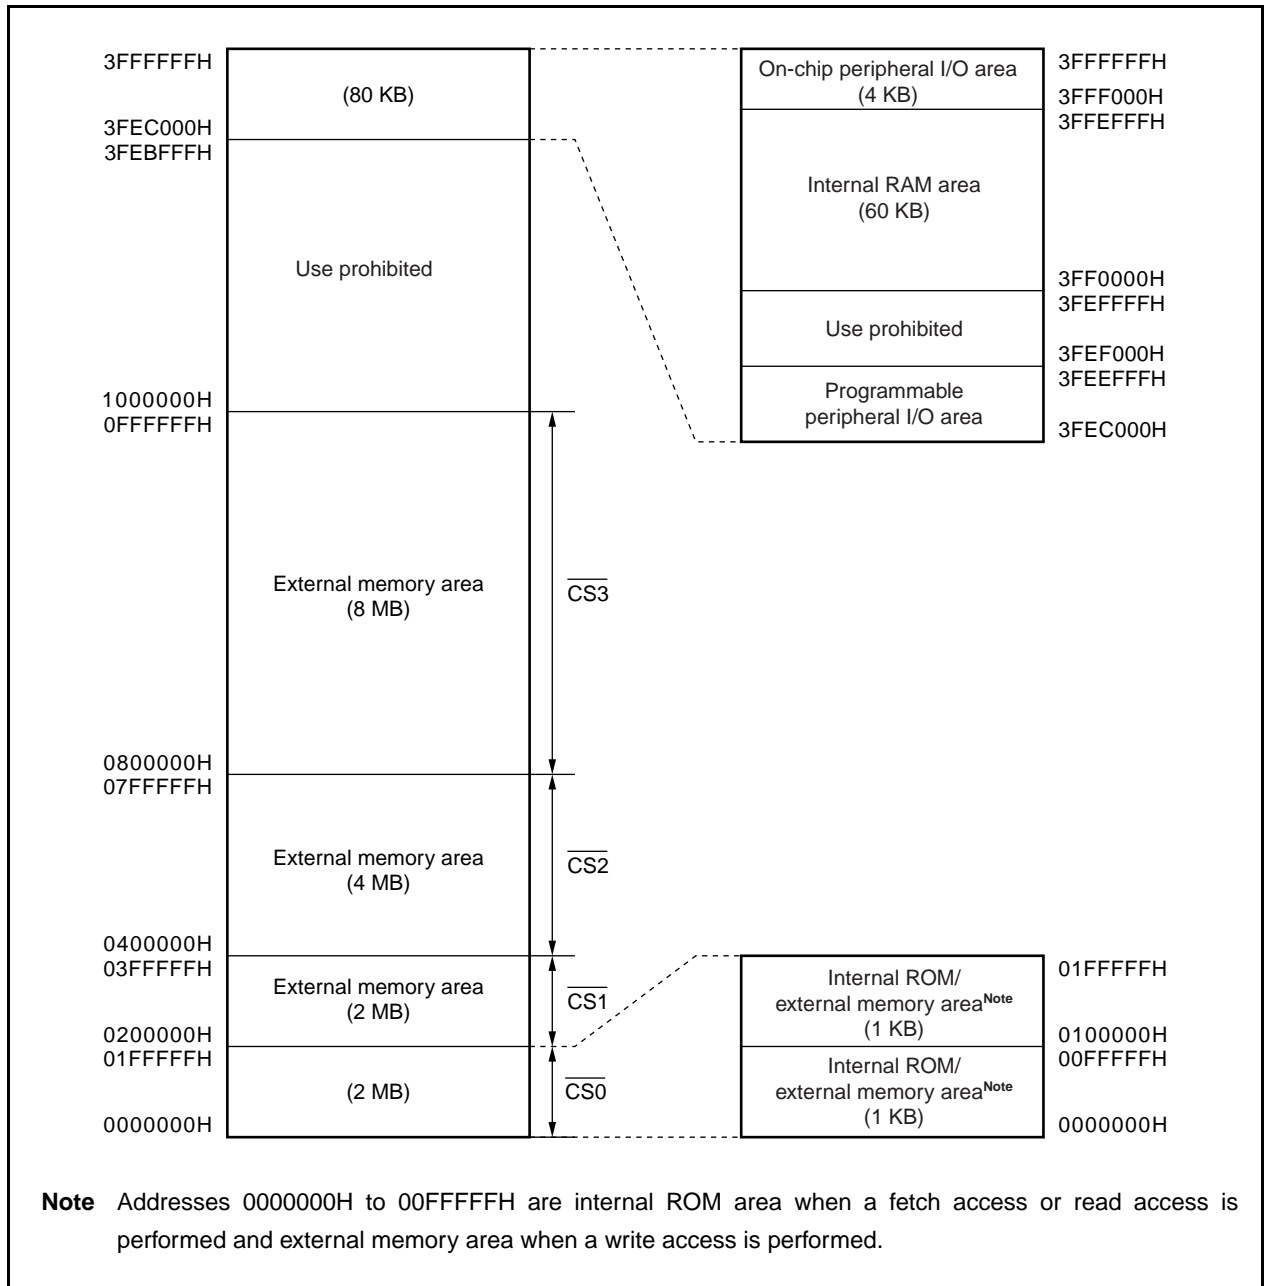 3FFFFFFH
(80 KB)
3FEC000H
3FEBFFFH
Use prohibited
1000000H
0FFFFFFH
External memory area
(8 MB)
CS3
0800000H
07FFFFFH
External memory area
(4 MB)
CS2
0400000H
03FFFFFH
External memory area
(2 MB)
CS1
0200000H
01FFFFFH
(2 MB)
CS0
0000000H
On-chip peripheral I/O area
(4 KB)
3FFFFFFH
3FFF000H
3FFEFFFH
Internal RAM area
(60 KB)
3FF0000H
3FEFFFFH
Use prohibited
3FEF000H
3FEEFFFH
Programmable
peripheral I/O area
3FEC000H
Internal ROM/
external memory areaNote
(1 KB)
01FFFFFH
0100000H
00FFFFFH
Internal ROM/
external memory areaNote
(1 KB)
0000000H
Note Addresses 0000000H to 00FFFFFH are internal ROM area when a fetch access or read access is
performed and external memory area when a write access is performed.